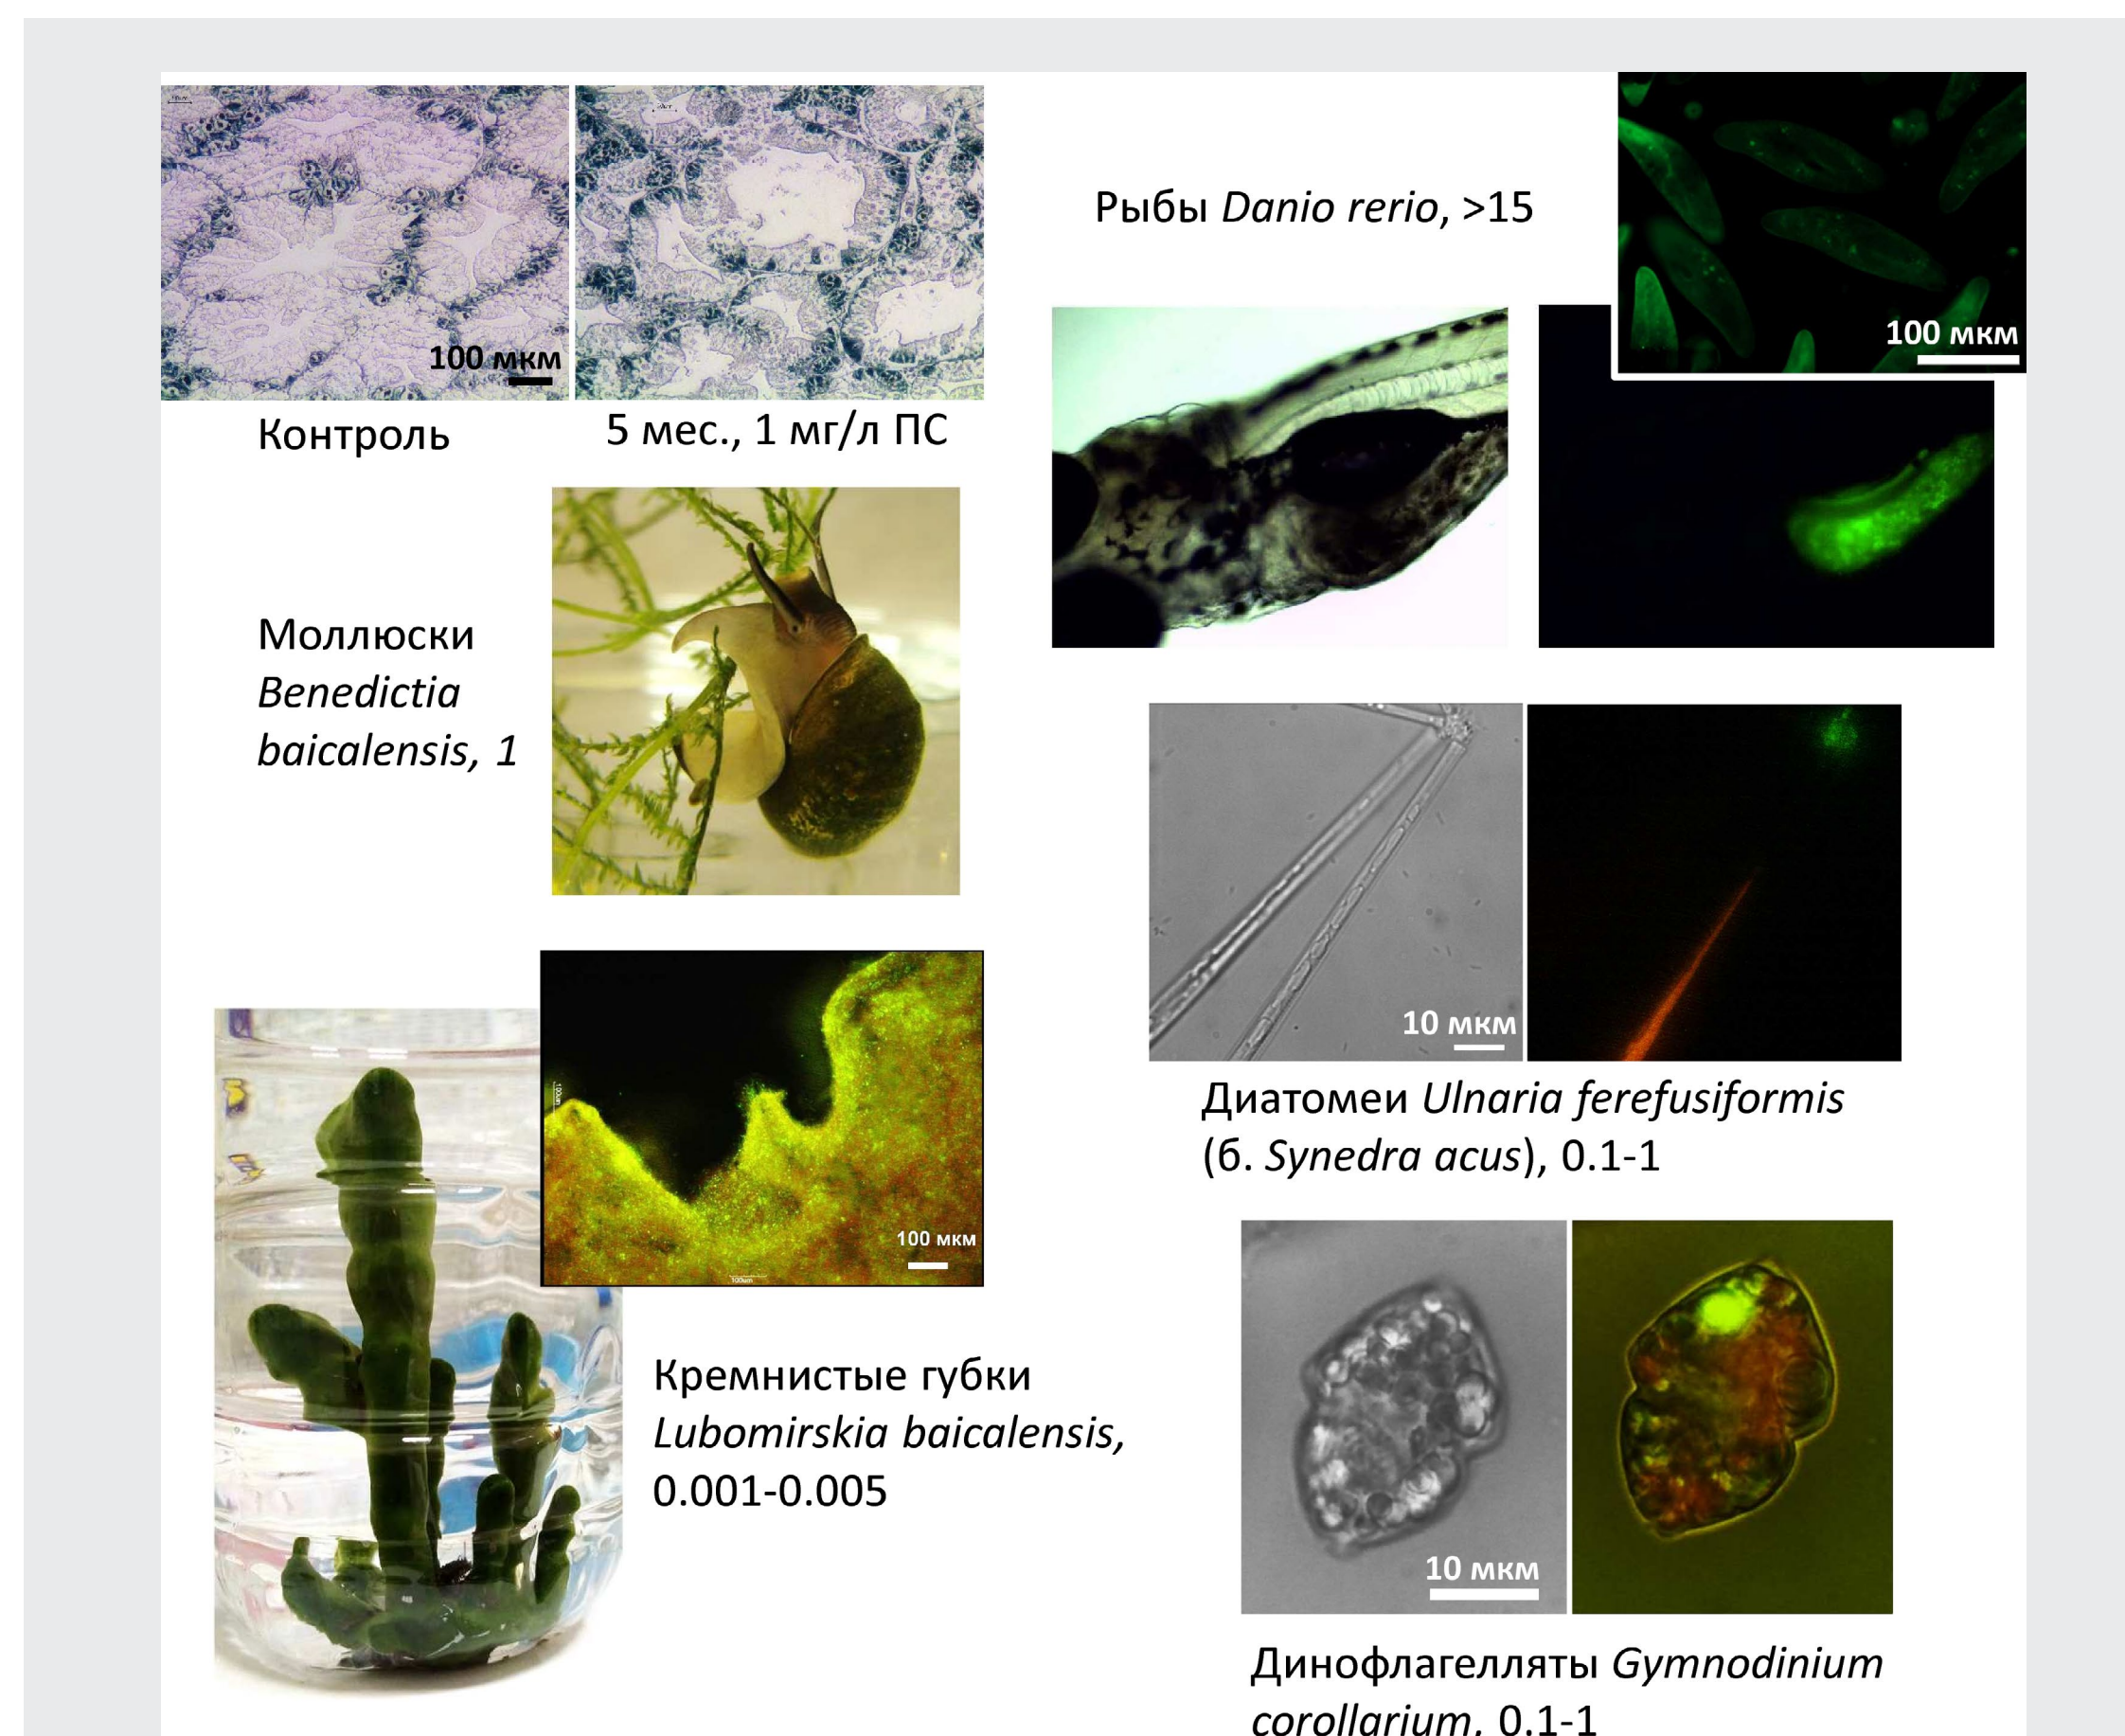 100 мкм
Контроль
5 мес., 1 мг/л ПС
Рыбы Danio rerio, >15
100 мкм
Моллюски
Benedictia
baicalensis, 1
10 мкм
Диатомеи Ulnaria ferefusiformis
(б. Synedra acus), 0.1-1
100 мкм
100um
100um
Кремнистые губки
Lubomirskia baicalensis,
0.001-0.005
10 мкм
Динофлагелляты Gymnodinium
corollarium, 0.1-1